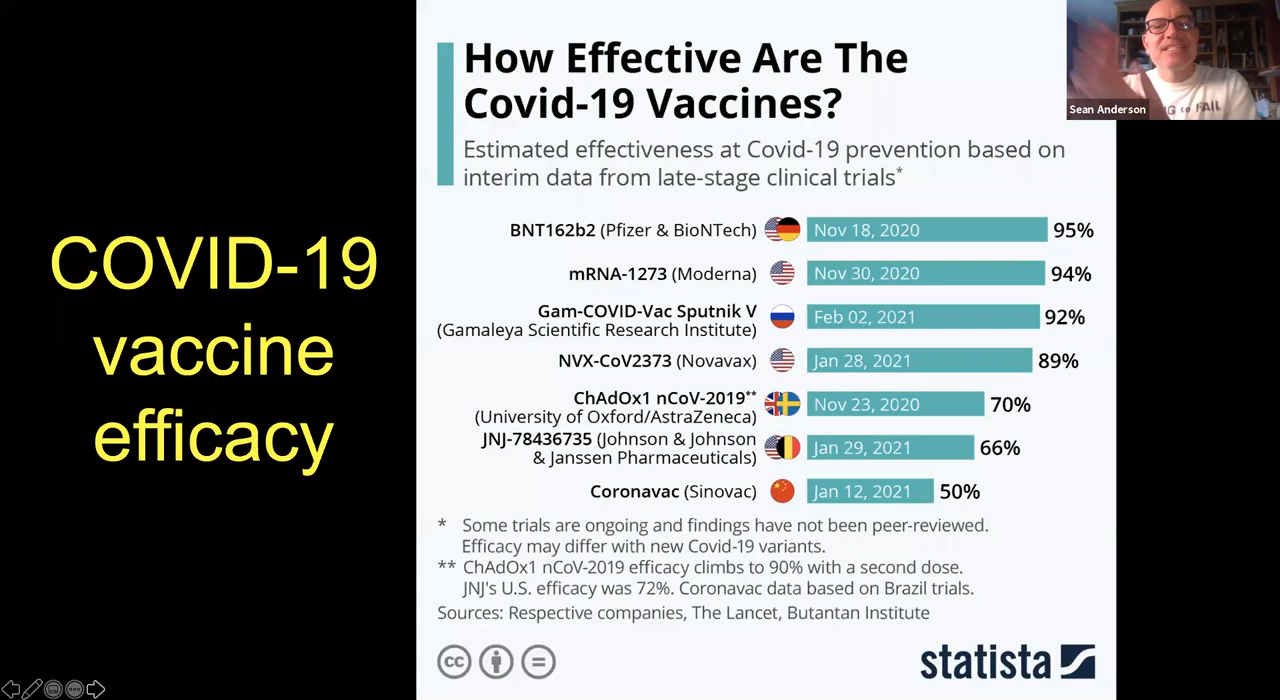 COVID-19
vaccine
efficacy
How Effective Are The
Covid-19 Vaccines?
Estimated effectiveness at Covid-19 prevention based on
interim data from late-stage clinical trials*
BNT162b2 (Pfizer & BioNTech) Nov 18, 2020 95%
mRNA-1273 (Moderna) Nov 30, 2020 94%
Gam-COVID-Vac Sputnik V
(Gamaleya Scientific Research Institute) Feb 02, 2021 92%
NVX-CoV2373 (Novavax) Jan 28, 2021 89%
ChAdOx1 nCoV-2019**
(University of Oxford/AstraZeneca) Nov 23, 2020 70%
JNJ-78436735 (Johnson & Johnson
& Janssen Pharmaceuticals) Jan 29, 2021 66%
Coronavac (Sinovac) Jan 12, 2021 50%
* Some trials are ongoing and findings have not been peer-reviewed.
Efficacy may differ with new Covid-19 variants.
** ChAdOx1 nCoV-2019 efficacy climbs to 90% with a second dose.
JNJ's U.S. efficacy was 72%. Coronavac data based on Brazil trials.
Sources: Respective companies, The Lancet, Butantan Institute
cc
statista
Sean Anderson
to FAIL